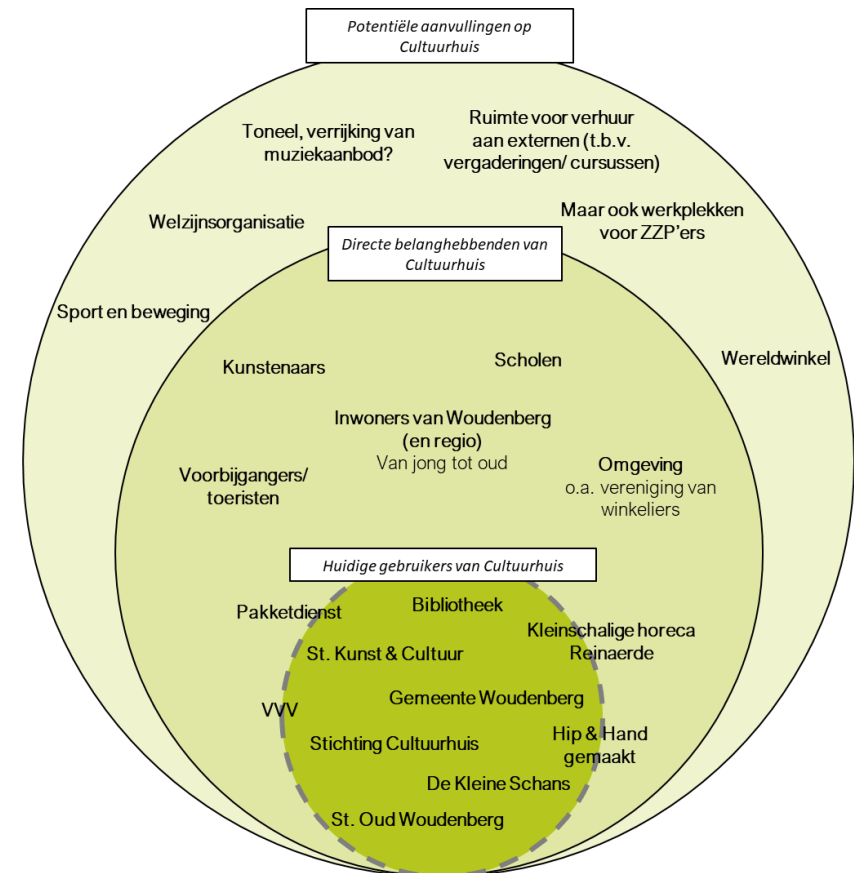 Potentiële aanvullingen op
Cultuurhuis
Toneel, verrijking van
muziekaanbod?
Ruimte voor verhuur
aan externen (t.b.v.
vergaderingen/ cursussen)
Welzijnsorganisatie
Maar ook werkplekken
voor ZZP'ers
Directe belanghebbenden van
Cultuurhuis
Sport en beweging
Wereldwinkel
Kunstenaars
Scholen
Inwoners van Woudenberg
(en regio)
Van jong tot oud
Voorbijgangers/
toeristen
Omgeving
o.a. vereniging van
winkeliers
Huidige gebruikers van Cultuurhuis
Pakketdienst
Bibliotheek
Kleinschalige horeca
Reinaerde
St. Kunst & Cultuur
VVV
Gemeente Woudenberg
Stichting Cultuurhuis
Hip & Hand
gemaakt
De Kleine Schans
St. Oud Woudenberg